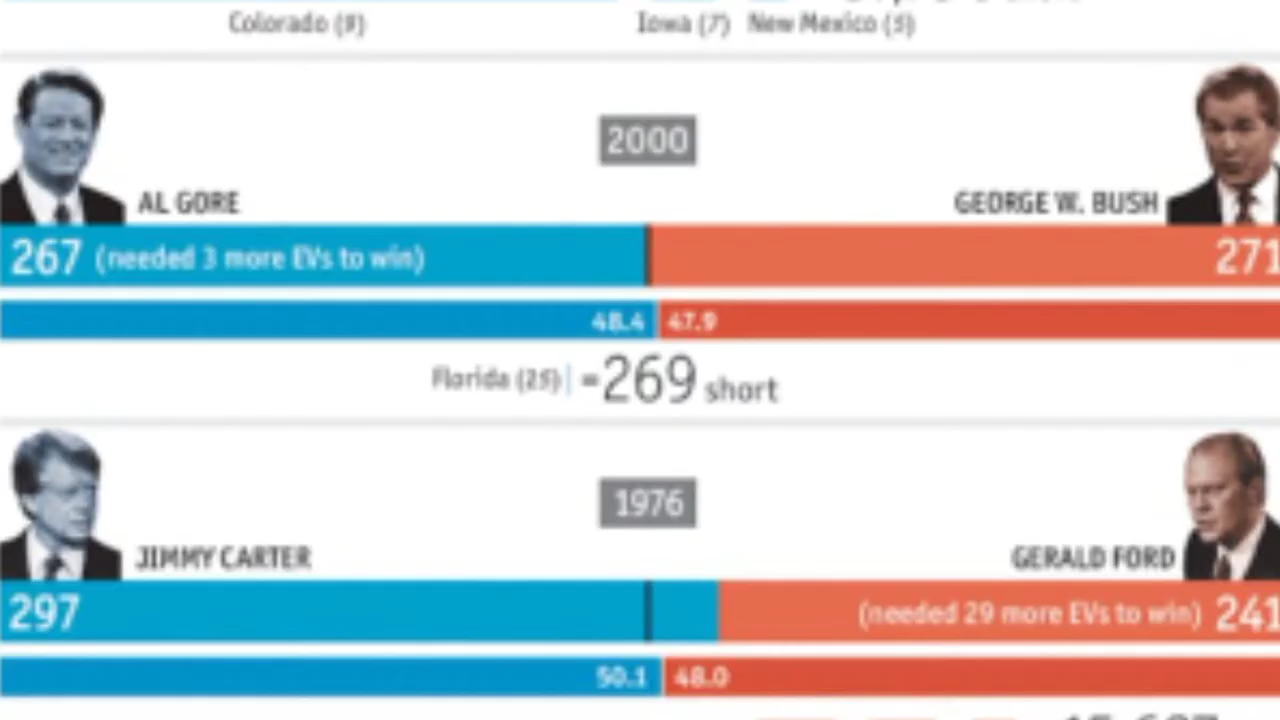 Colorado (9)
Iowa (7)
New Mexico (5)
2000
AL GORE
GEORGE W. BUSH
267 (needed 3 more EVs to win)
271
48.4
47.9
Florida (25) =269 short
1976
JIMMY CARTER
GERALD FORD
297
(needed 29 more EVs to win) 241
50.1
48.0